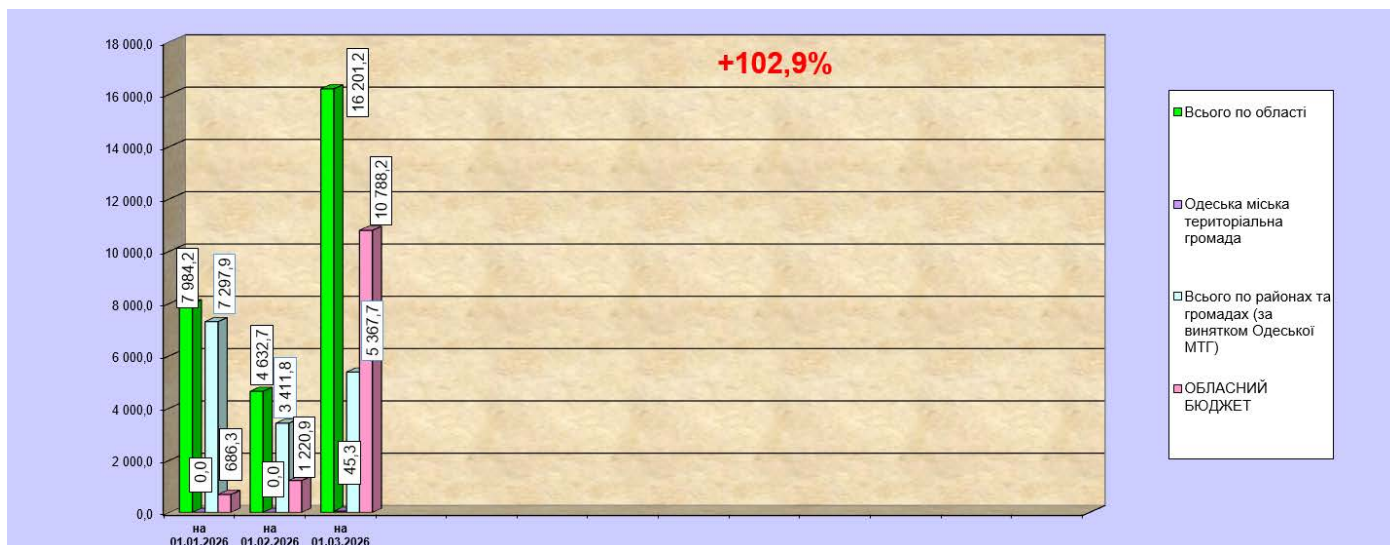 +102,9%
18 000,0
16 000,0
14 000,0
12 000,0
10 000,0
8 000,0
6 000,0
4 000,0
2 000,0
0,0
7 984,2
0,0
7 297,9
686,3
4 632,7
0,0
3 411,8
1 220,9
16 201,2
45,3
5 367,7
10 788,2
на
01.01.2026
на
01.02.2026
на
01.03.2026
Всього по області
Одеська міська
територіальна
громада
Всього по районах та
громадах (за
винятком Одеської
МТГ)
ОБЛАСНИЙ
БЮДЖЕТ